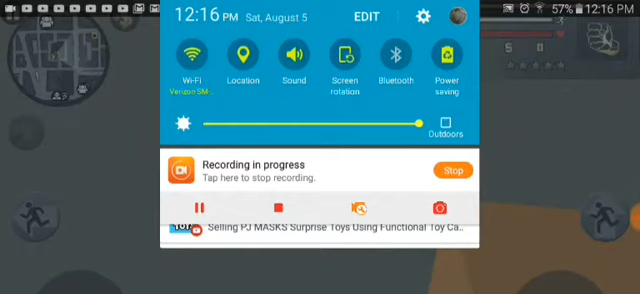 12:16 PM Sat, August 5 EDIT
57% 12:16 PM
Wi-Fi Location Sound Screen rotation Bluetooth Power saving
Verizon SM...
Outdoors
Recording in progress
Tap here to stop recording.
Stop
Selling PJ MASKS Surprise Toys Using Functional Toy Ca..